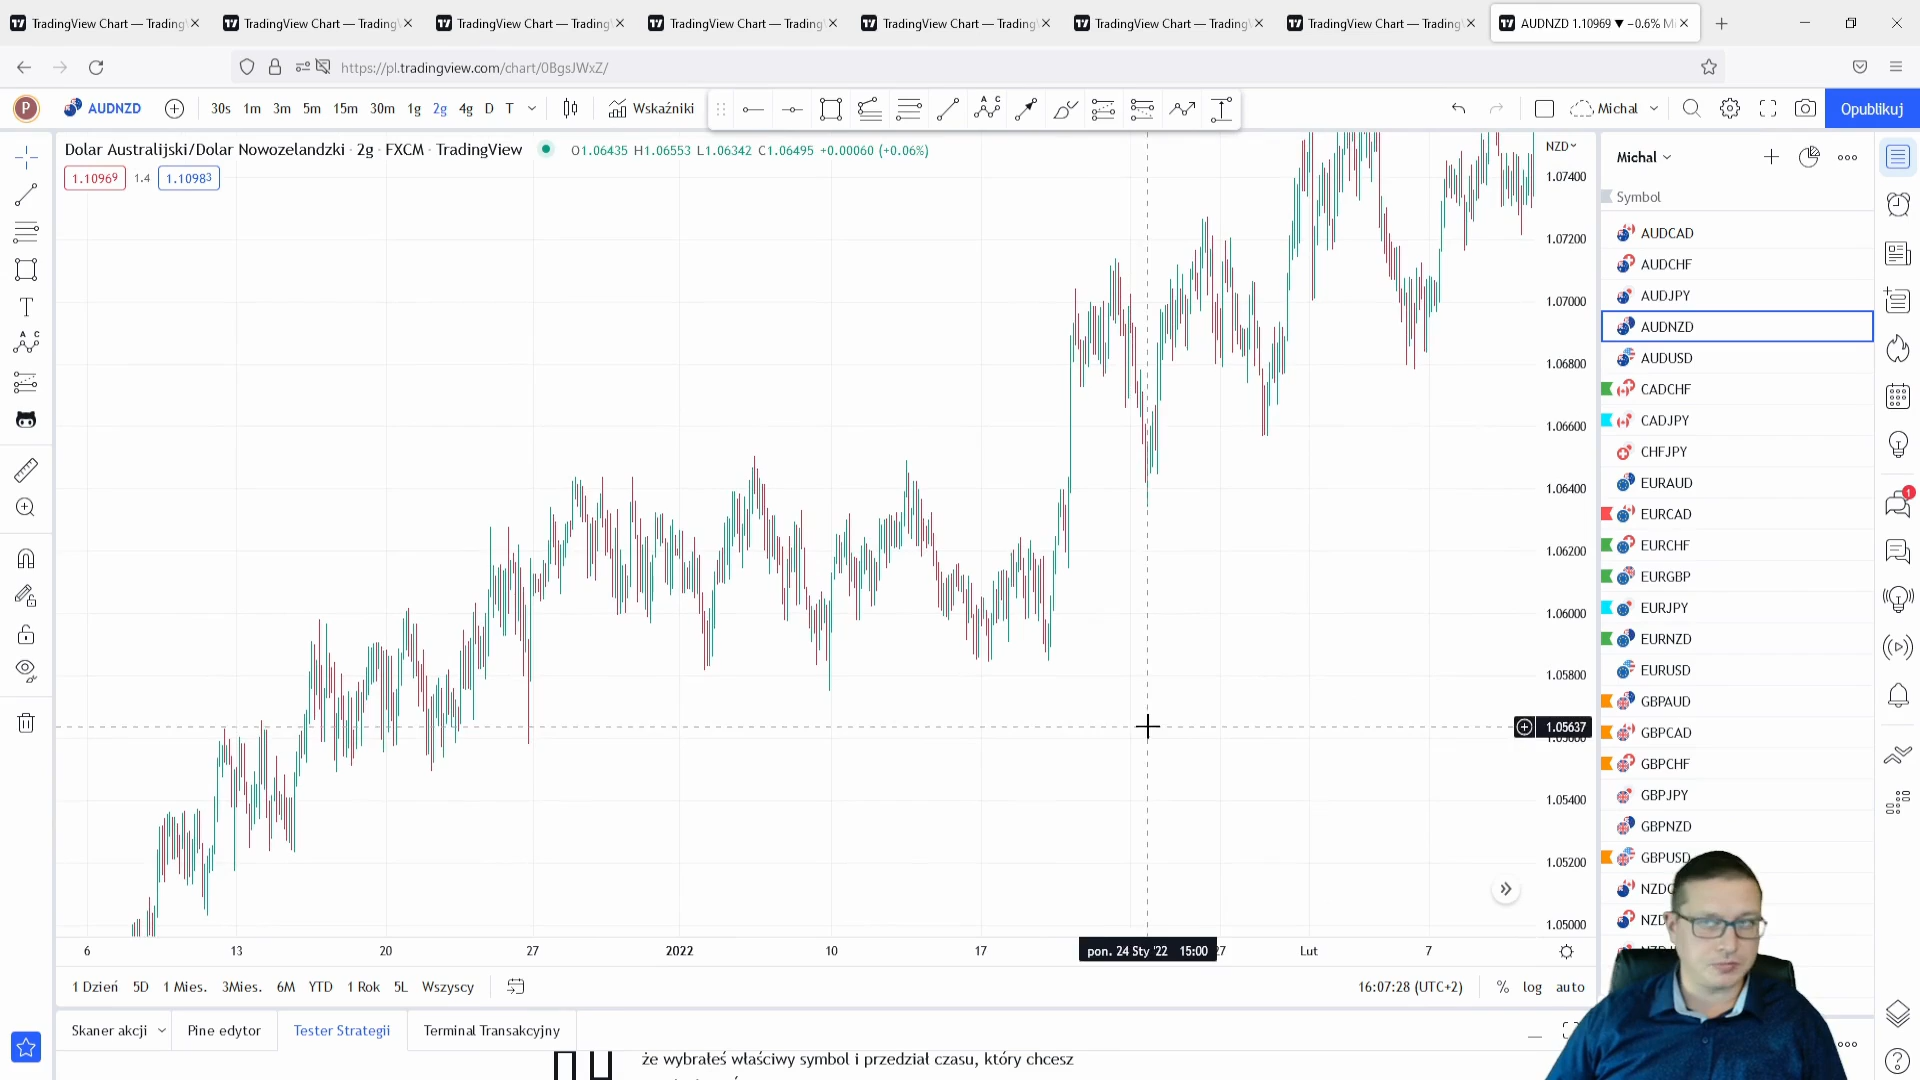 TradingView Chart — Trading
TradingView Chart — Trading
TradingView Chart — Trading
TradingView Chart — Trading
TradingView Chart — Trading
TradingView Chart — Trading
TradingView Chart — Trading
AUDNZD 1.10969 ▼ −0.6% Mi
https://pl.tradingview.com/chart/0BgsJWxZ/
P
AUDNZD
30s 1m 3m 5m 15m 30m 1g 2g 4g D T
Wskaźniki
Michal
Opublikuj
Dolar Australijski/Dolar Nowozelandzki · 2g · FXCM · TradingView
O1.06435 H1.06553 L1.06342 C1.06495 +0.00060 (+0.06%)
1.10969 1.4 1.10983
NZD
1.07400
1.07200
1.07000
1.06800
1.06600
1.06400
1.06200
1.06000
1.05800
1.05637
1.05400
1.05200
1.05000
6 13 20 27 2022 10 17 pon. 24 Sty '22 15:00 27 Lut 7
1 Dzień 5D 1 Mies. 3Mies. 6M YTD 1 Rok 5L Wszyscy
16:07:28 (UTC+2) % log auto
Skaner akcji Pine edytor Tester Strategii Terminal Transakcyjny
że wybrałeś właściwy symbol i przedział czasu, który chcesz
Michal
Symbol
AUDCAD
AUDCHF
AUDJPY
AUDNZD
AUDUSD
CADCHF
CADJPY
CHFJPY
EURAUD
EURCAD
EURCHF
EURGBP
EURJPY
EURNZD
EURUSD
GBPAUD
GBPCAD
GBPCHF
GBPJPY
GBPNZD
GBPUSD
NZDC
NZD
1